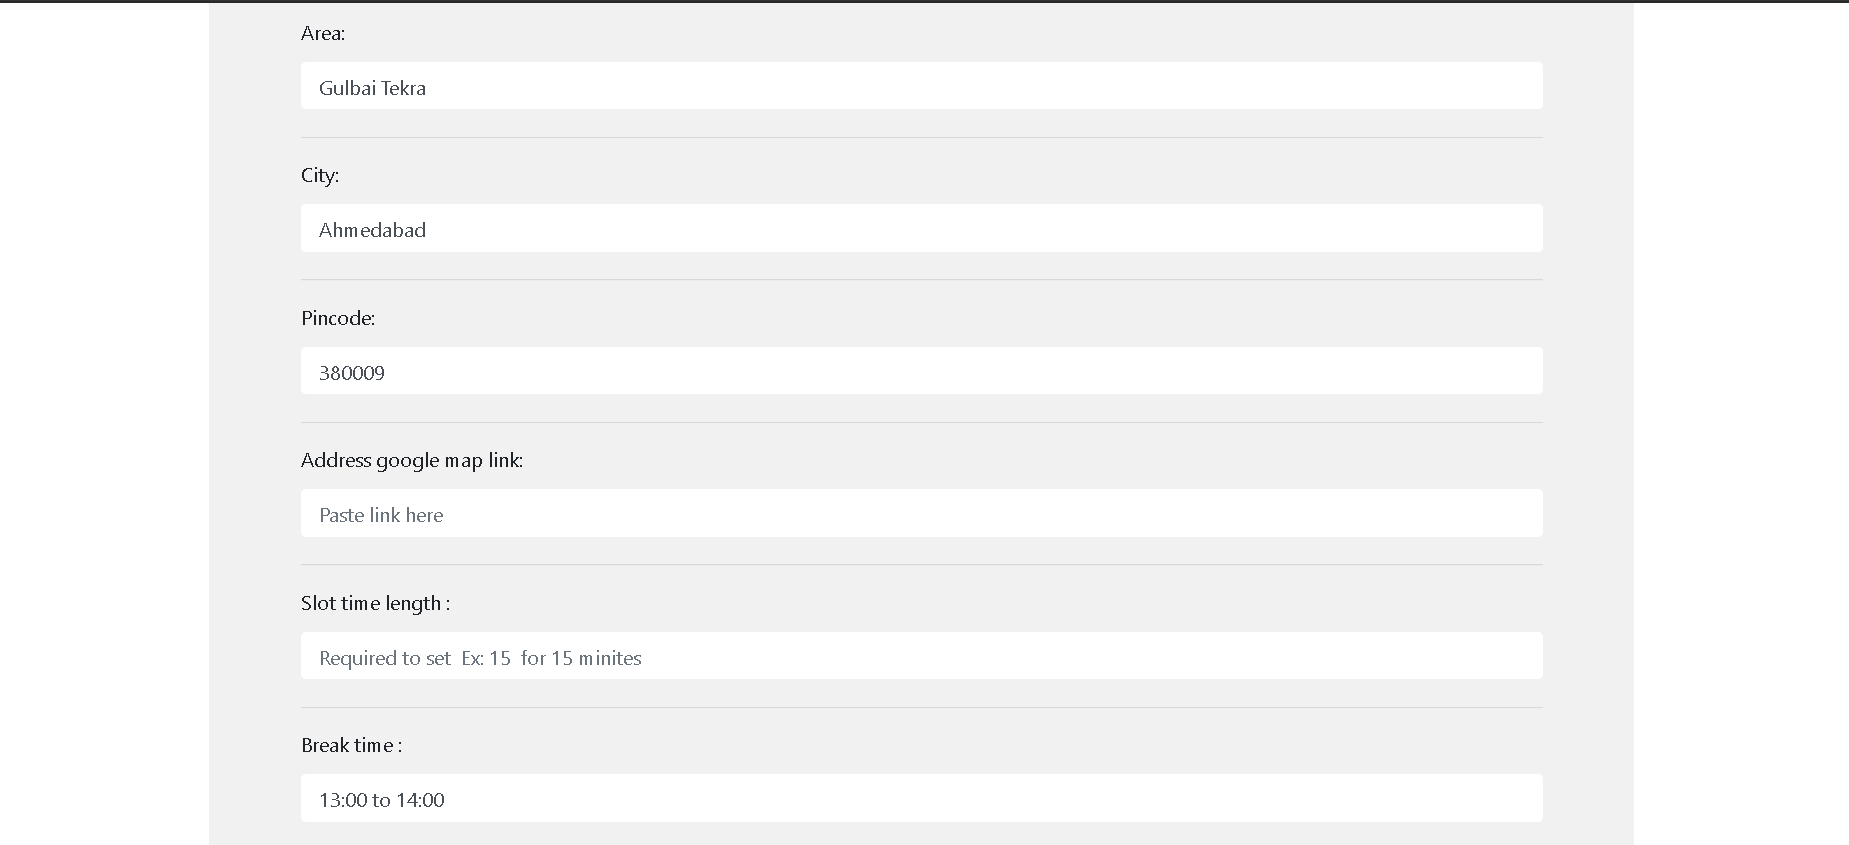 Area:
Gulbai Tekra
City:
Ahmedabad
Pincode:
380009
Address google map link:
Paste link here
Slot time length :
Required to set  Ex: 15  for 15 minites
Break time :
13:00 to 14:00